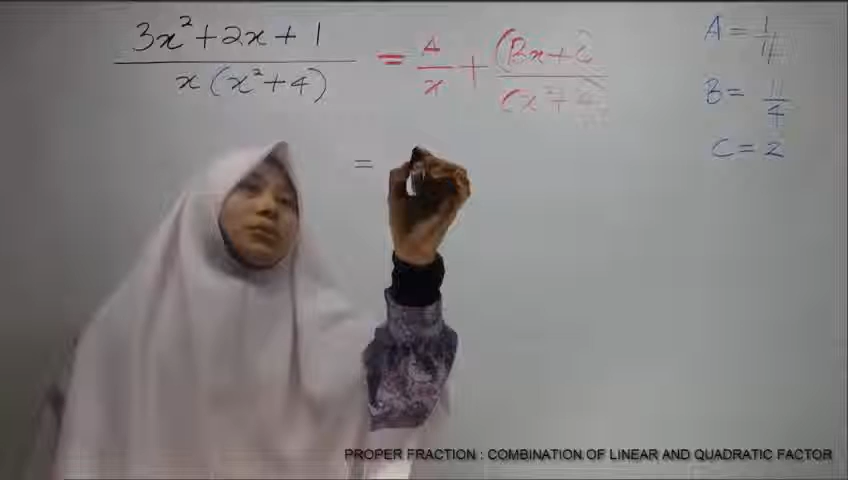 3x²+2x+1 / x(x²+4) = A/x + (Bx+C)/(x²+4)
A = 1/4
B = 11/4
C = 2
=
PROPER FRACTION : COMBINATION OF LINEAR AND QUADRATIC FACTOR